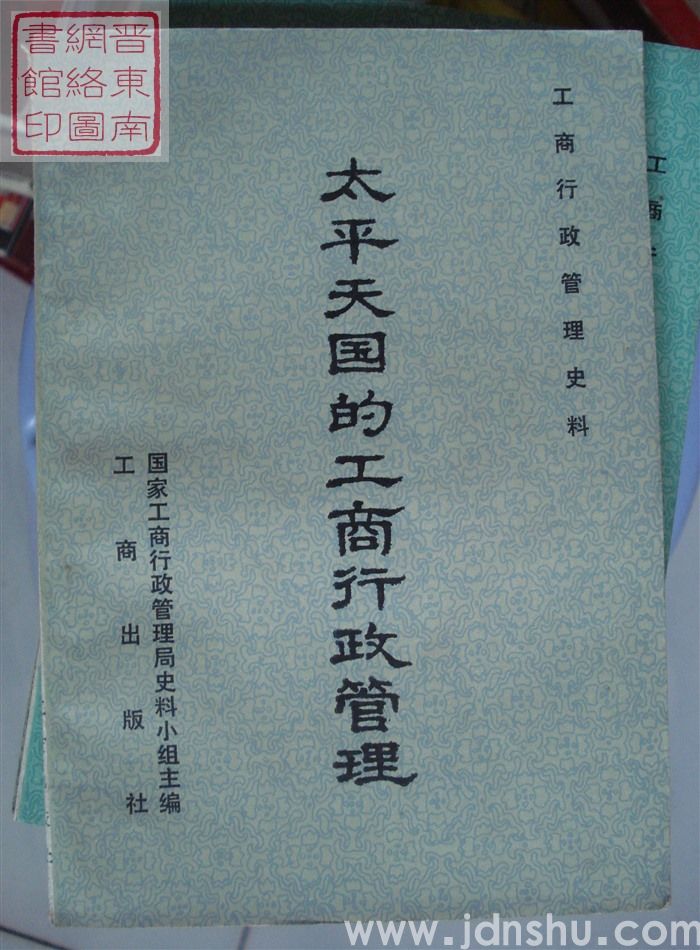 晋東南
網絡圖
書館印
工商行政管理史料
太平天国的工商行政管理
国家工商行政管理局史料小组主编
工商出版社
工商
www.jdnshu.com